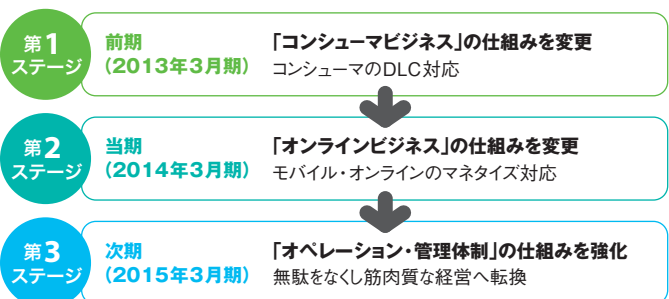 第1
ステージ
前期
（2013年3月期）
「コンシューマビジネス」の仕組みを変更
コンシューマのDLC対応
第2
ステージ
当期
（2014年3月期）
「オンラインビジネス」の仕組みを変更
モバイル・オンラインのマネタイズ対応
第3
ステージ
次期
（2015年3月期）
「オペレーション・管理体制」の仕組みを強化
無駄をなくし筋肉質な経営へ転換